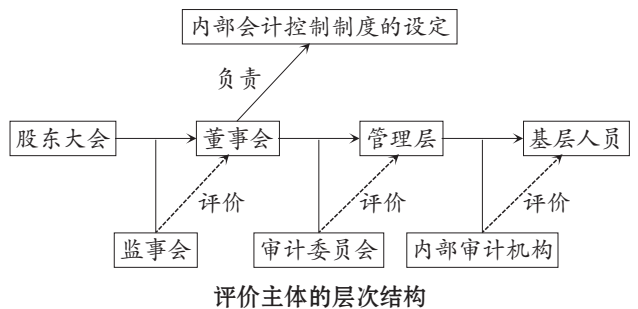 内部会计控制制度的设定
负责
股东大会
董事会
管理层
基层人员
评价
评价
评价
监事会
审计委员会
内部审计机构
评价主体的层次结构